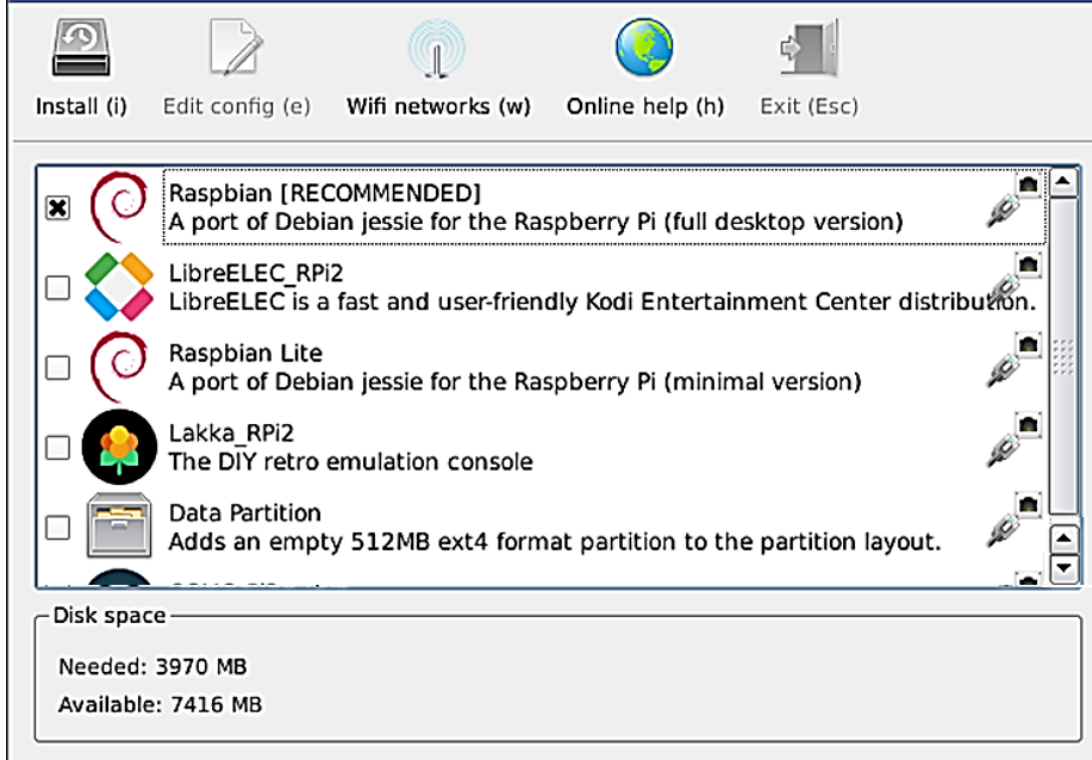 Install (i)
Edit config (e)
Wifi networks (w)
Online help (h)
Exit (Esc)
Raspbian [RECOMMENDED]
A port of Debian jessie for the Raspberry Pi (full desktop version)
LibreELEC_RPi2
LibreELEC is a fast and user-friendly Kodi Entertainment Center distribution.
Raspbian Lite
A port of Debian jessie for the Raspberry Pi (minimal version)
Lakka_RPi2
The DIY retro emulation console
Data Partition
Adds an empty 512MB ext4 format partition to the partition layout.
Disk space
Needed: 3970 MB
Available: 7416 MB